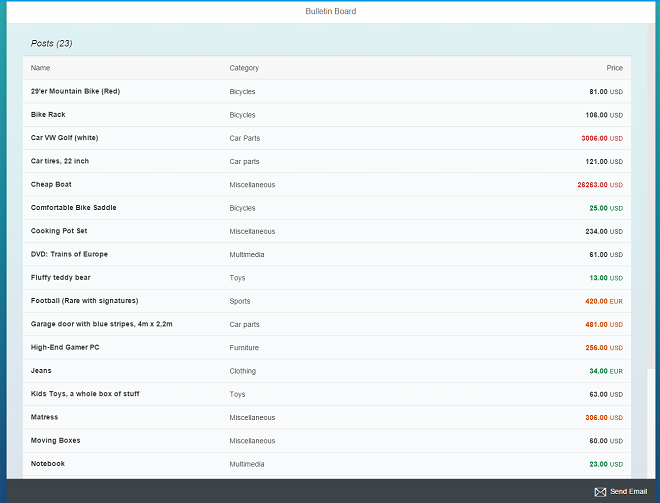 Bulletin Board
Posts (23)
Name Category Price
29'er Mountain Bike (Red) Bicycles 81.00 USD
Bike Rack Bicycles 106.00 USD
Car VW Golf (white) Car Parts 3006.00 USD
Car tires, 22 inch Car parts 121.00 USD
Cheap Boat Miscellaneous 26263.00 USD
Comfortable Bike Saddle Bicycles 25.00 USD
Cooking Pot Set Miscellaneous 234.00 USD
DVD: Trains of Europe Multimedia 61.00 USD
Fluffy teddy bear Toys 13.00 USD
Football (Rare with signatures) Sports 420.00 EUR
Garage door with blue stripes, 4m x 2,2m Car parts 481.00 USD
High-End Gamer PC Furniture 256.00 USD
Jeans Clothing 34.00 EUR
Kids Toys, a whole box of stuff Toys 63.00 USD
Matress Miscellaneous 306.00 USD
Moving Boxes Miscellaneous 60.00 USD
Notebook Multimedia 23.00 USD
Send Email